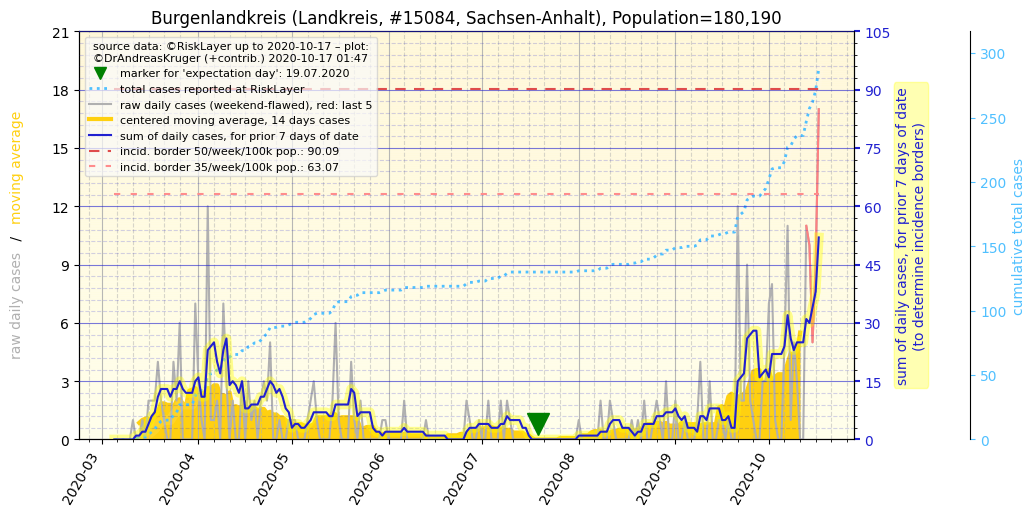 Burgenlandkreis (Landkreis, #15084, Sachsen-Anhalt), Population=180,190
source data: ©RiskLayer up to 2020-10-17 – plot:
©DrAndreasKruger (+contrib.) 2020-10-17 01:47
marker for 'expectation day': 19.07.2020
total cases reported at RiskLayer
raw daily cases (weekend-flawed), red: last 5
centered moving average, 14 days cases
sum of daily cases, for prior 7 days of date
incid. border 50/week/100k pop.: 90.09
incid. border 35/week/100k pop.: 63.07
raw daily cases / moving average
21
18
15
12
9
6
3
0
2020-03
2020-04
2020-05
2020-06
2020-07
2020-08
2020-09
2020-10
105
90
75
60
45
30
15
0
sum of daily cases, for prior 7 days of date
(to determine incidence borders)
300
250
200
150
100
50
0
cumulative total cases